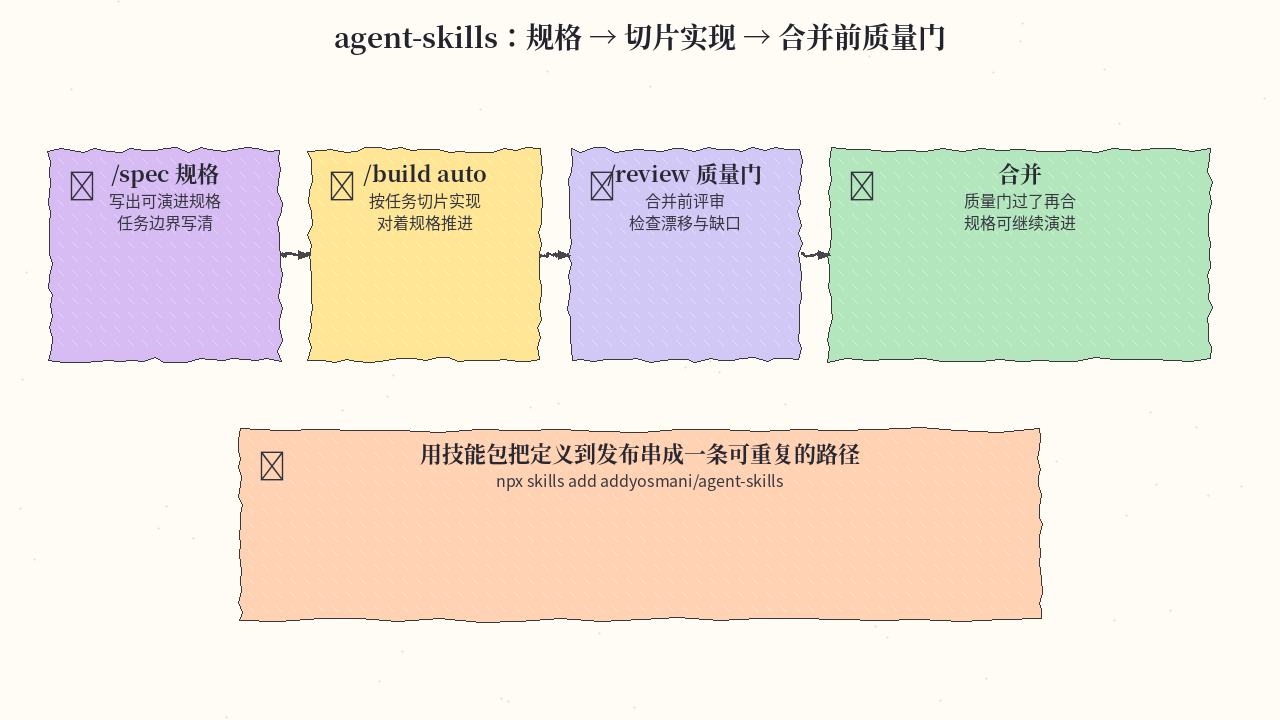 agent-skills：规格 → 切片实现 → 合并前质量门
/spec 规格
写出可演进规格
任务边界写清
/build auto
按任务切片实现
对着规格推进
/review 质量门
合并前评审
检查漂移与缺口
合并
质量门过了再合
规格可继续演进
用技能包把定义到发布串成一条可重复的路径
npx skills add addyosmani/agent-skills